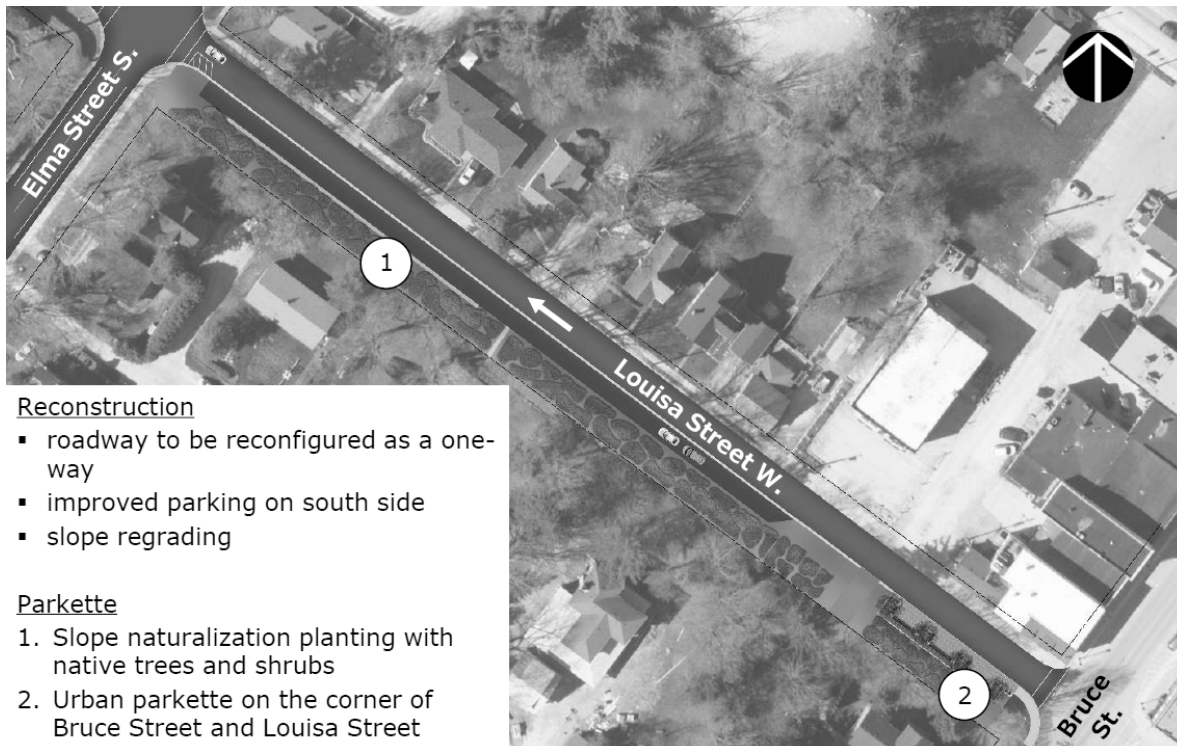 Elma Street S.
1
Louisa Street W.
Reconstruction
▪ roadway to be reconfigured as a one-
way
▪ improved parking on south side
▪ slope regrading
Parkette
1. Slope naturalization planting with
native trees and shrubs
2. Urban parkette on the corner of
Bruce Street and Louisa Street
2
Bruce
St.